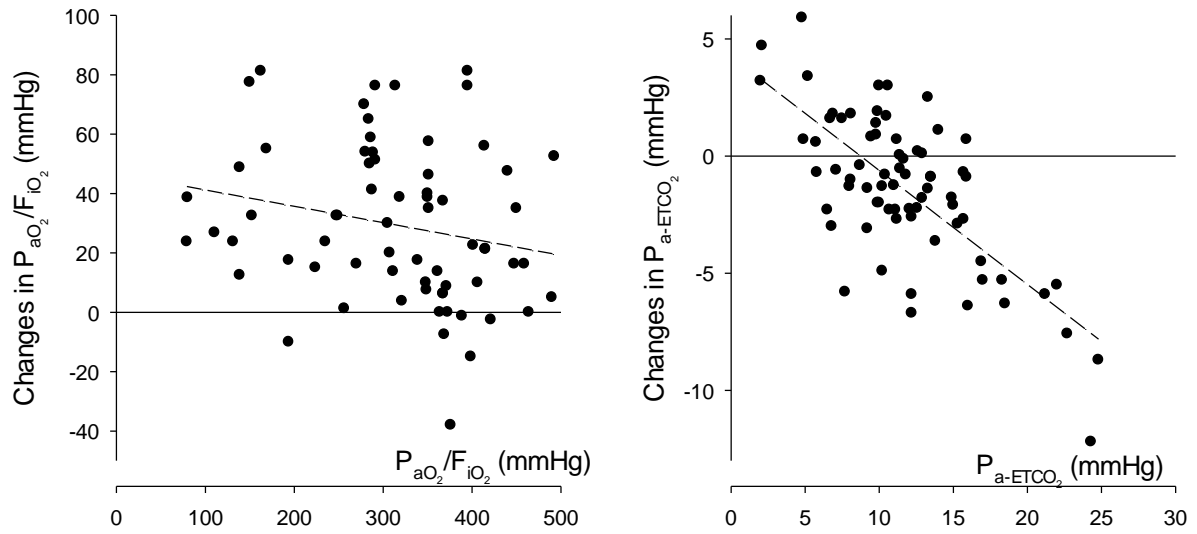 Changes in PaO2/FiO2 (mmHg)
100
80
60
40
20
0
-20
-40
PaO2/FiO2 (mmHg)
0 100 200 300 400 500
Changes in Pa-ETCO2 (mmHg)
5
0
-5
-10
Pa-ETCO2 (mmHg)
0 5 10 15 20 25 30